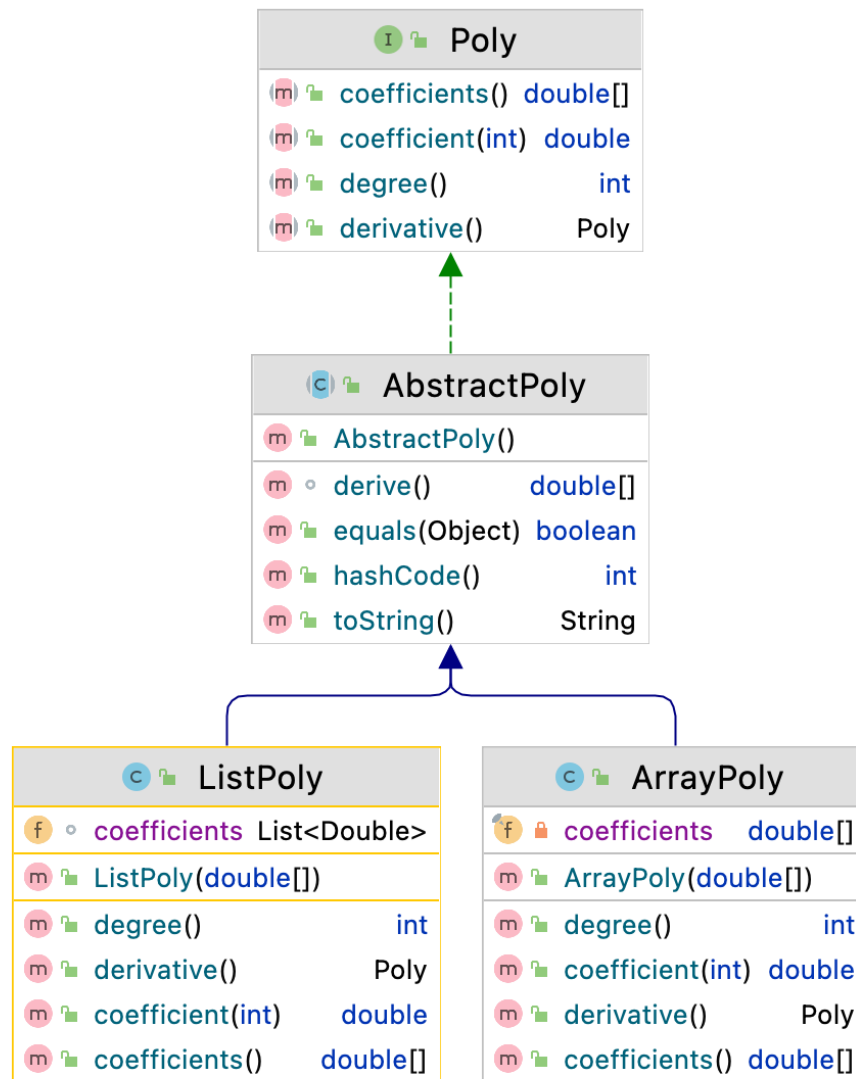 I Poly
m coefficients() double[]
m coefficient(int) double
m degree() int
m derivative() Poly
C AbstractPoly
m AbstractPoly()
m derive() double[]
m equals(Object) boolean
m hashCode() int
m toString() String
C ListPoly
f coefficients List<Double>
m ListPoly(double[])
m degree() int
m derivative() Poly
m coefficient(int) double
m coefficients() double[]
C ArrayPoly
f coefficients double[]
m ArrayPoly(double[])
m degree() int
m coefficient(int) double
m derivative() Poly
m coefficients() double[]